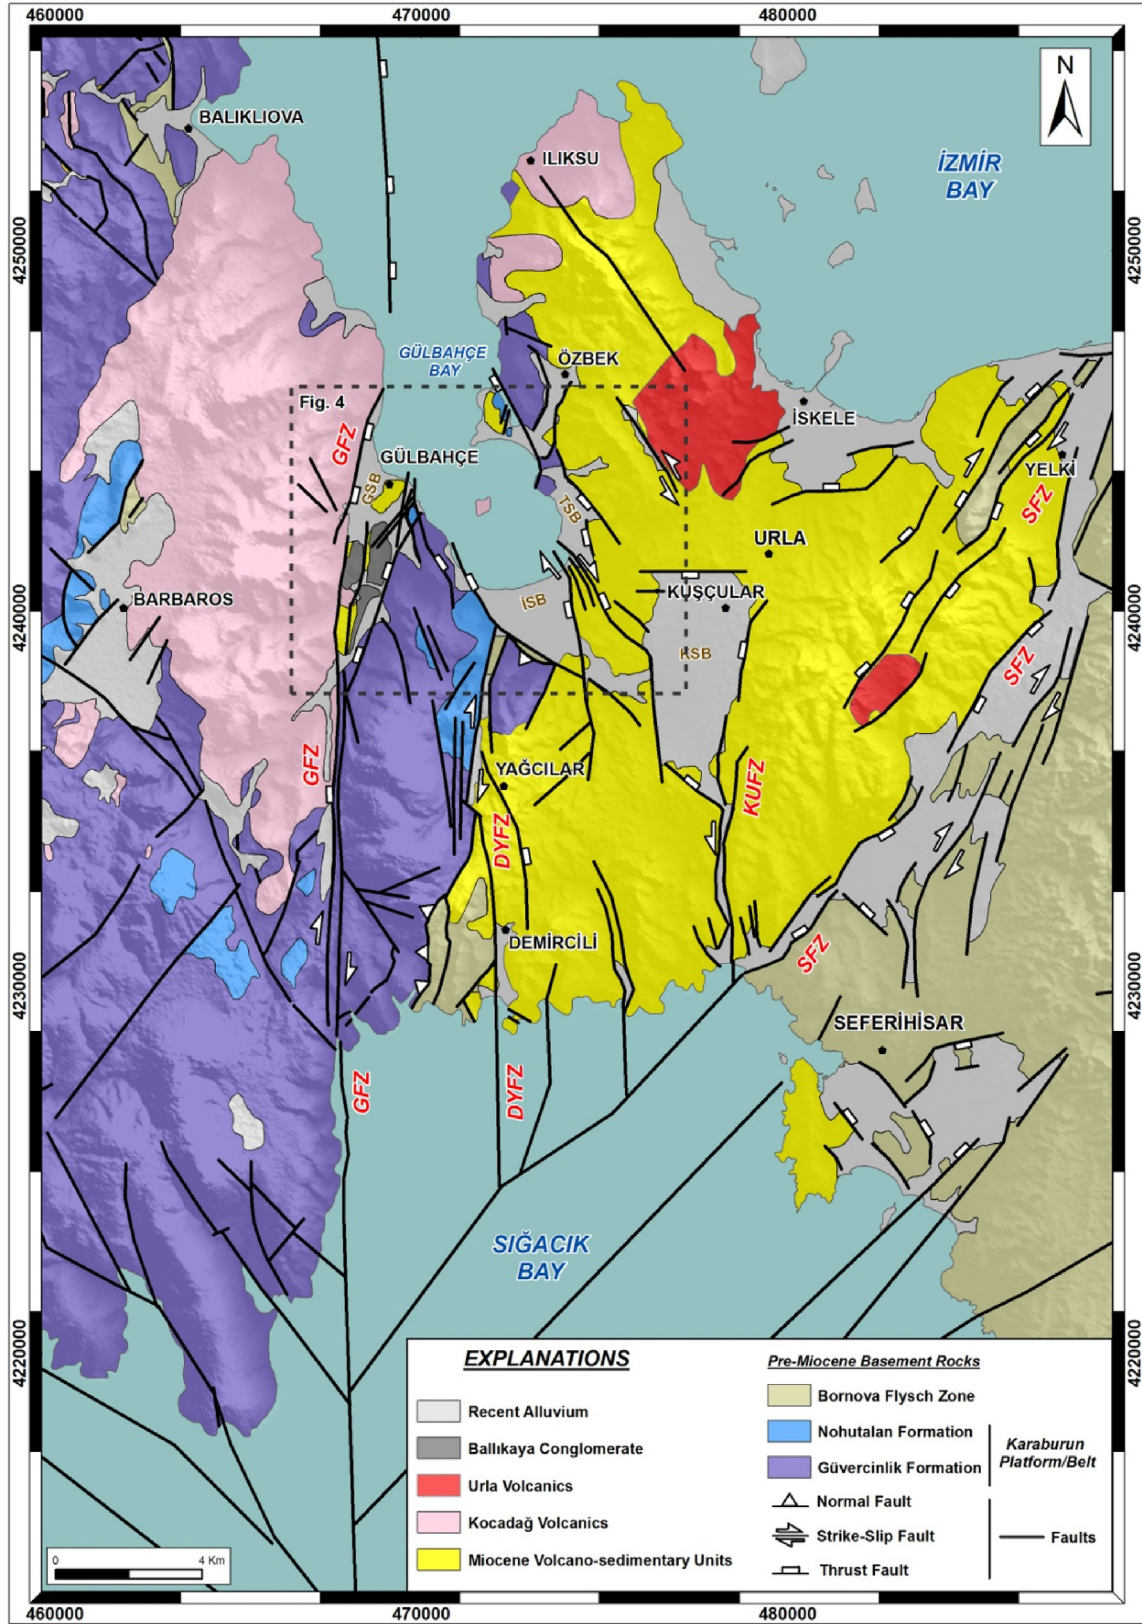 460000
470000
480000
N
BALIKLIOVA
ILIKSU
İZMİR
BAY
4250000
4250000
GÜLBAHÇE
BAY
ÖZBEK
Fig. 4
GFZ
GÜLBAHÇE
GSB
İSKELE
YELKİ
SFZ
TSB
URLA
BARBAROS
İSB
KUŞÇULAR
4240000
4240000
KSB
SFZ
GFZ
YAĞCILAR
KUFZ
DYFZ
DEMİRCİLİ
SFZ
4230000
4230000
SEFERIHİSAR
GFZ
DYFZ
SIĞACIK
BAY
4220000
4220000
EXPLANATIONS
Recent Alluvium
Ballıkaya Conglomerate
Urla Volcanics
Kocadağ Volcanics
Miocene Volcano-sedimentary Units
Pre-Miocene Basement Rocks
Bornova Flysch Zone
Nohutalan Formation
Güvercinlik Formation
Karaburun
Platform/Belt
Normal Fault
Strike-Slip Fault
Thrust Fault
Faults
0 4 Km
460000
470000
480000